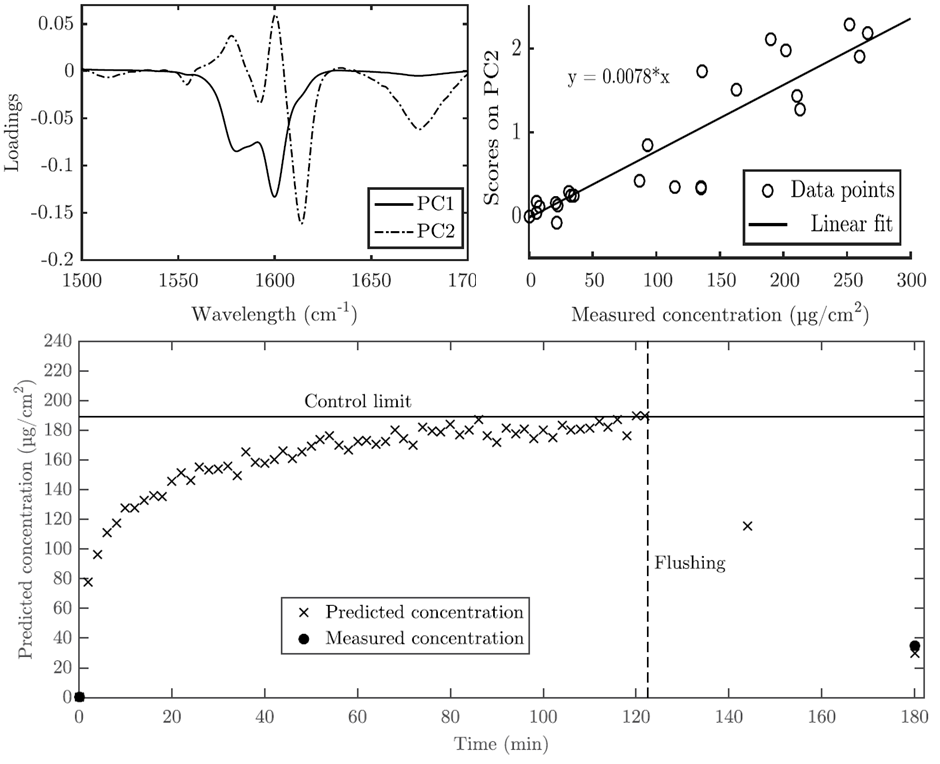 0.05
0
-0.05
-0.1
-0.15
-0.2
Loadings
PC1
PC2
1500
1550
1600
1650
170
Wavelength (cm-1)
2
1
0
Scores on PC2
y = 0.0078*x
Data points
Linear fit
0
50
100
150
200
250
300
Measured concentration (µg/cm2)
240
220
200
180
160
140
120
100
80
60
40
20
0
Predicted concentration (µg/cm2)
Control limit
Flushing
Predicted concentration
Measured concentration
0
20
40
60
80
100
120
140
160
180
Time (min)